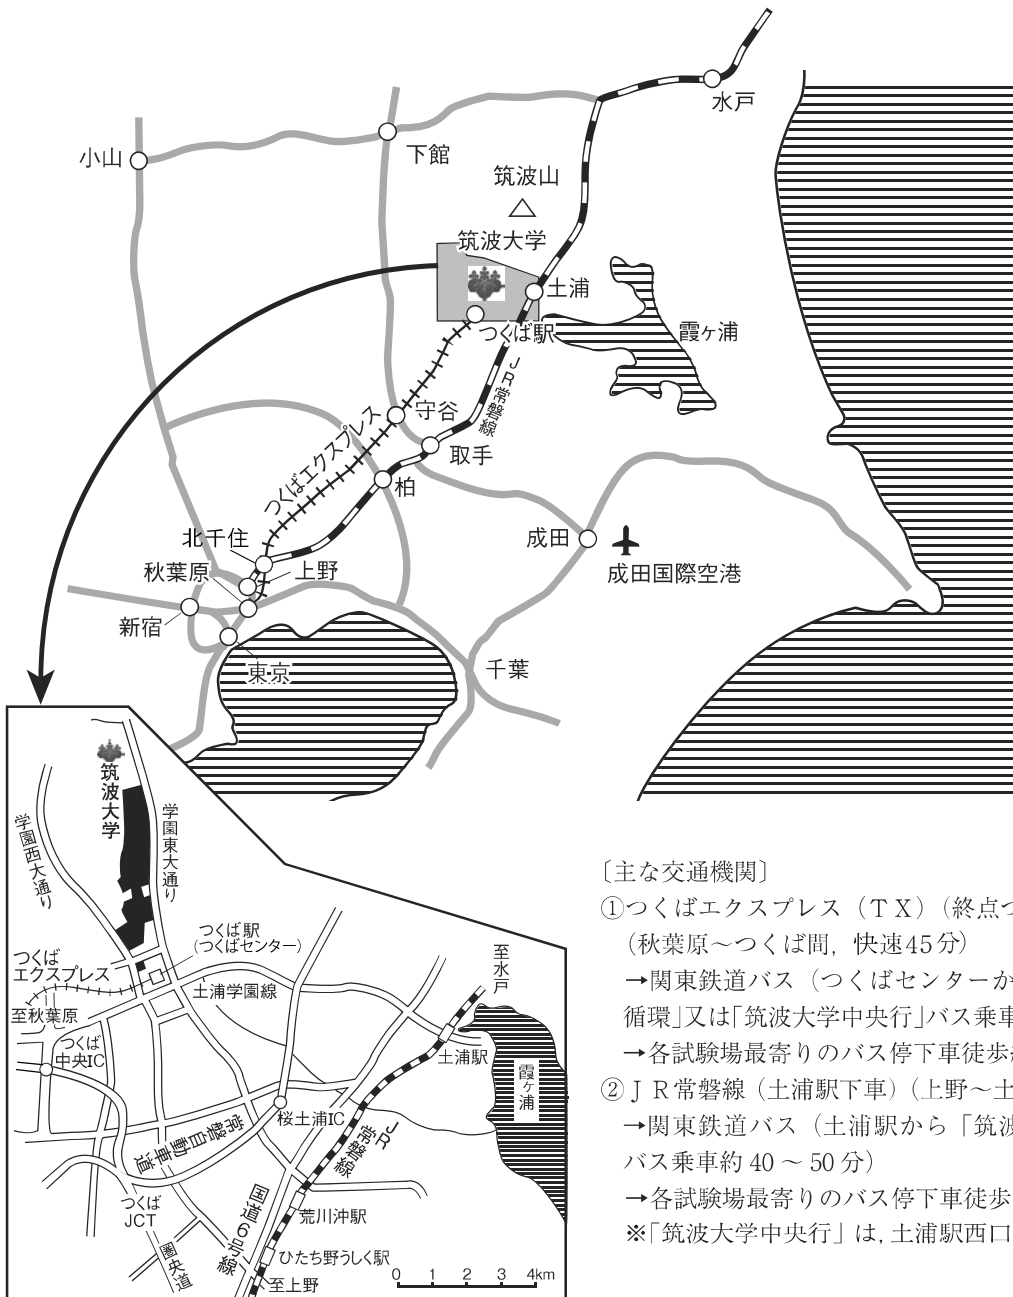 水戸
小山
下館
筑波山
筑波大学
土浦
つくば駅
霞ヶ浦
JR常磐線
つくばエクスプレス
守谷
取手
柏
北千住
成田
秋葉原
上野
成田国際空港
新宿
東京
千葉
筑波大学
学園西大通り
学園東大通り
つくば駅
(つくばセンター)
つくば
エクスプレス
至秋葉原
土浦学園線
至水戸
つくば
中央IC
土浦駅
霞ヶ浦
桜土浦IC
常磐自動車道
JR
常磐線
つくば
JCT
圏央道
国道6号線
荒川沖駅
ひたち野うしく駅
至上野
0 1 2 3 4km
〔主な交通機関〕
①つくばエクスプレス（ＴＸ）（終点つ
（秋葉原～つくば間，快速45分）
→関東鉄道バス（つくばセンターか
循環」又は「筑波大学中央行」バス乗車
→各試験場最寄りのバス停下車徒歩
②ＪＲ常磐線（土浦駅下車）（上野～土
→関東鉄道バス（土浦駅から「筑波
バス乗車約 40 ～ 50 分）
→各試験場最寄りのバス停下車徒歩
※「筑波大学中央行」は，土浦駅西口